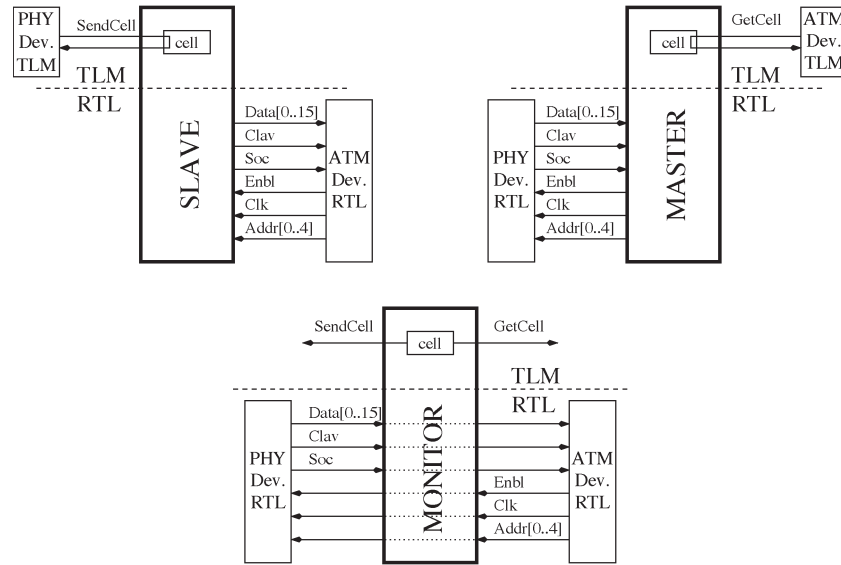 PHY
Dev.
TLM
SendCell
cell
TLM
RTL
SLAVE
Data[0..15]
Clav
Soc
Enbl
Clk
Addr[0..4]
ATM
Dev.
RTL
GetCell
cell
ATM
Dev.
TLM
TLM
RTL
PHY
Dev.
RTL
Data[0..15]
Clav
Soc
Enbl
Clk
Addr[0..4]
MASTER
SendCell
cell
GetCell
TLM
RTL
PHY
Dev.
RTL
Data[0..15]
Clav
Soc
MONITOR
Enbl
Clk
Addr[0..4]
ATM
Dev.
RTL